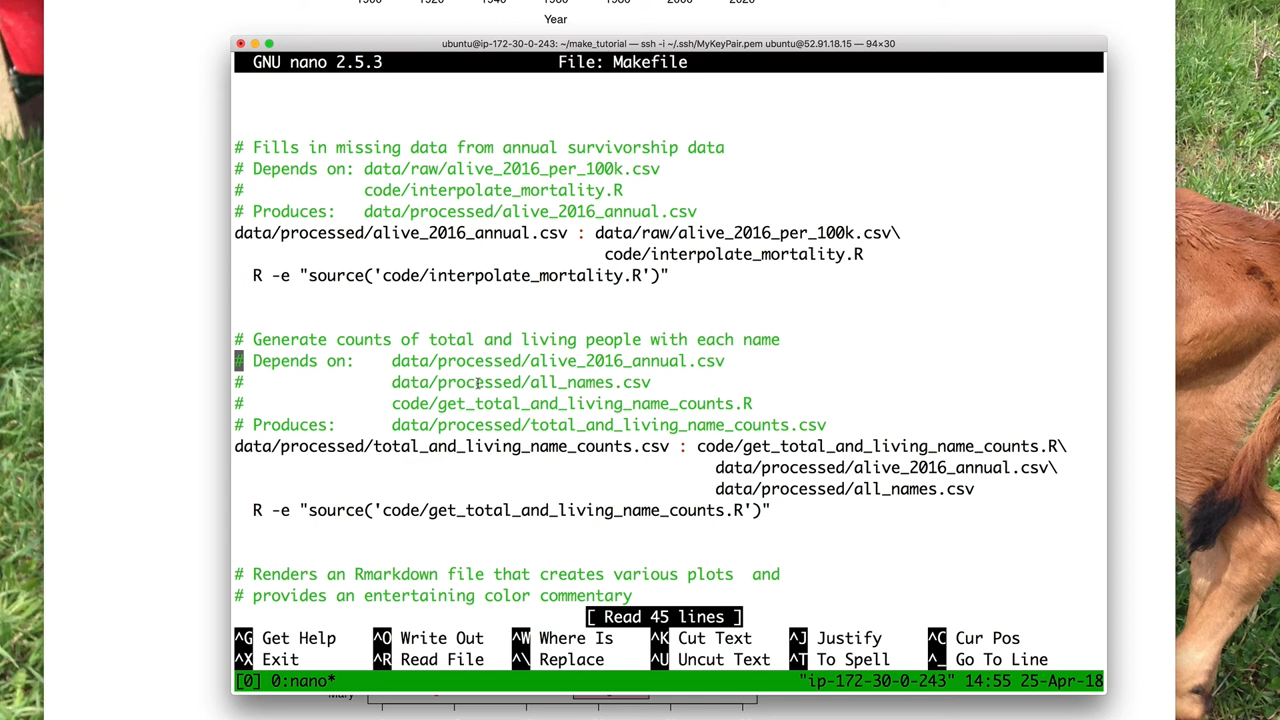 1900 1920 1940 1960 1980 2000 2020
Year
ubuntu@ip-172-30-0-243: ~/make_tutorial — ssh -i ~/.ssh/MyKeyPair.pem ubuntu@52.91.18.15 — 94×30
GNU nano 2.5.3 File: Makefile
# Fills in missing data from annual survivorship data
# Depends on: data/raw/alive_2016_per_100k.csv
# code/interpolate_mortality.R
# Produces: data/processed/alive_2016_annual.csv
data/processed/alive_2016_annual.csv : data/raw/alive_2016_per_100k.csv\
code/interpolate_mortality.R
R -e "source('code/interpolate_mortality.R')"
# Generate counts of total and living people with each name
# Depends on: data/processed/alive_2016_annual.csv
# data/processed/all_names.csv
# code/get_total_and_living_name_counts.R
# Produces: data/processed/total_and_living_name_counts.csv
data/processed/total_and_living_name_counts.csv : code/get_total_and_living_name_counts.R\
data/processed/alive_2016_annual.csv\
data/processed/all_names.csv
R -e "source('code/get_total_and_living_name_counts.R')"
# Renders an Rmarkdown file that creates various plots and
# provides an entertaining color commentary
[ Read 45 lines ]
^G Get Help ^O Write Out ^W Where Is ^K Cut Text ^J Justify ^C Cur Pos
^X Exit ^R Read File ^\ Replace ^U Uncut Text ^T To Spell ^_ Go To Line
[0] 0:nano* "ip-172-30-0-243" 14:55 25-Apr-18
Mary